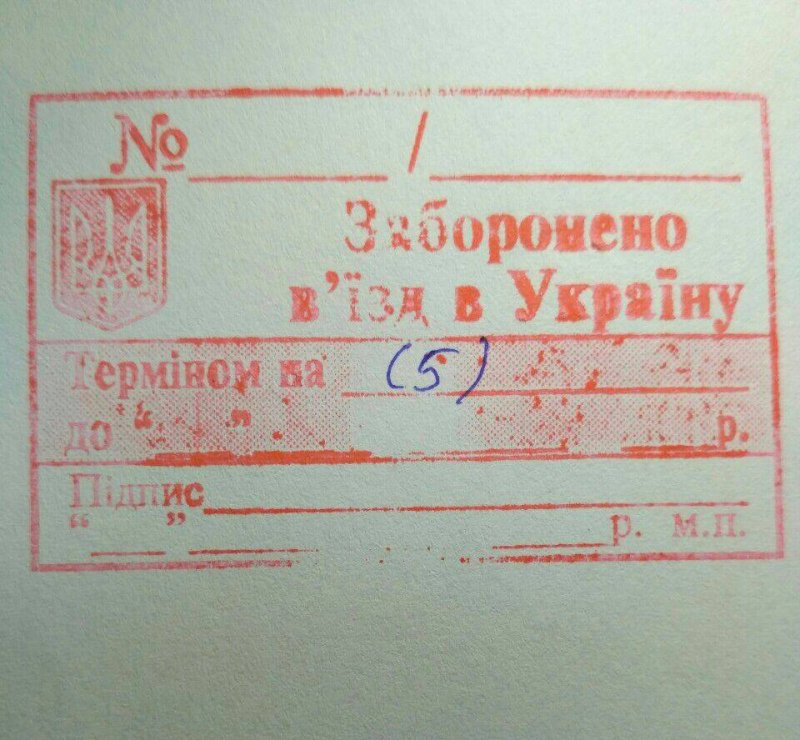 № /
Заборонено
в’їзд в Україну
Терміном на (5)
до “ ” р.
Підпис
“ ” р. м.п.